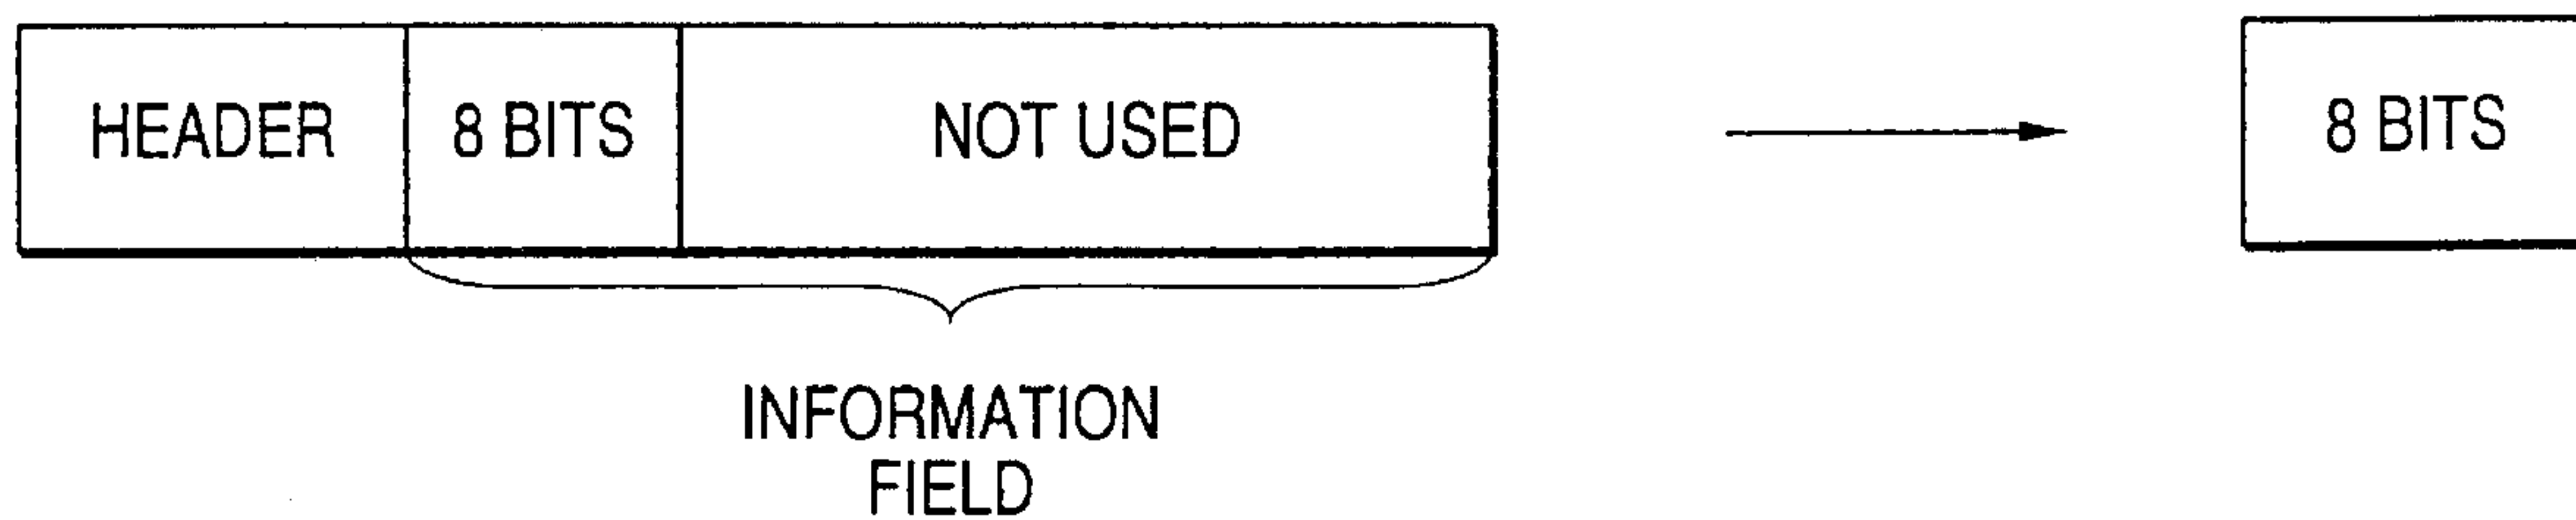 HEADER 8 BITS NOT USED 8 BITS
INFORMATION
FIELD